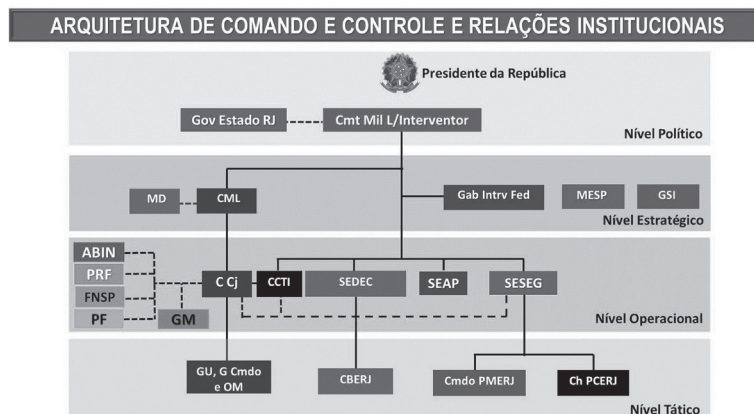 ARQUITETURA DE COMANDO E CONTROLE E RELAÇÕES INSTITUCIONAIS
Presidente da República
Gov Estado RJ
Cmt Mil L/Interventor
Nível Político
MD
CML
Gab Intrv Fed
MESP
GSI
Nível Estratégico
ABIN
PRF
FNSP
PF
GM
C Cj
CCTI
SEDEC
SEAP
SESEG
Nível Operacional
GU, G Cmdo
e OM
CBERJ
Cmdo PMERJ
Ch PCERJ
Nível Tático